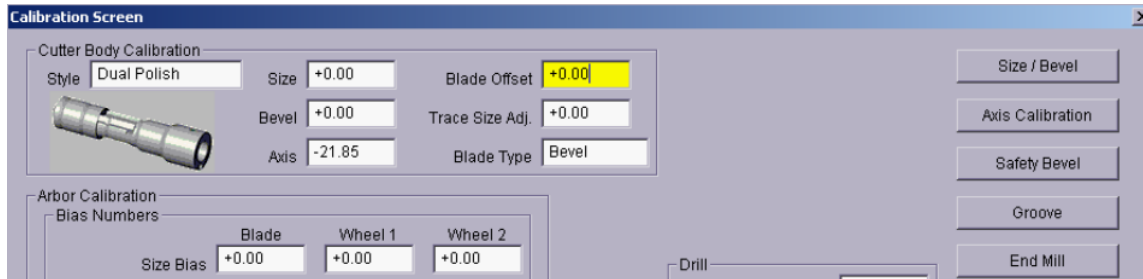 Calibration Screen
Cutter Body Calibration
Style Dual Polish Size +0.00 Blade Offset +0.00 Size / Bevel
Bevel +0.00 Trace Size Adj. +0.00 Axis Calibration
Axis -21.85 Blade Type Bevel Safety Bevel
Arbor Calibration
Bias Numbers Groove
Blade Wheel 1 Wheel 2
Size Bias +0.00 +0.00 +0.00 Drill End Mill